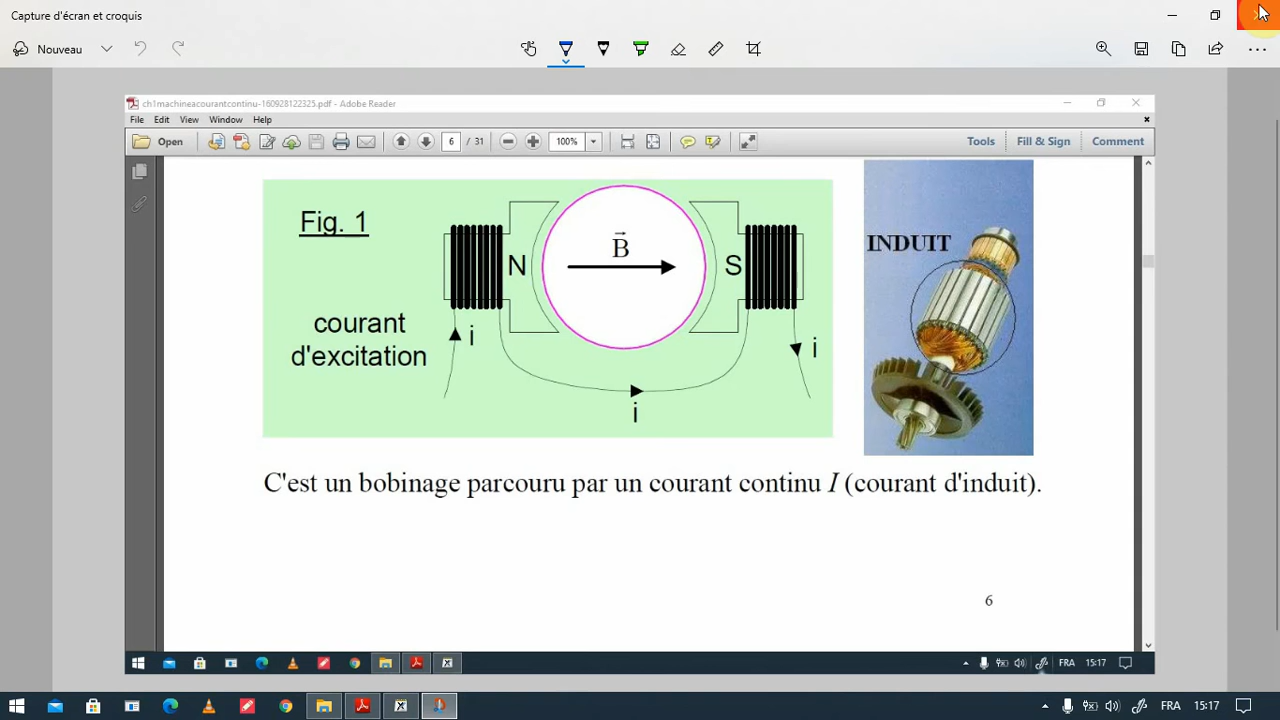 Capture d'écran et croquis
Nouveau
ch1machineacourantcontinu-160928122325.pdf - Adobe Reader
File Edit View Window Help
Open 6 / 31 100% Tools Fill & Sign Comment
Fig. 1
B
N S
INDUIT
courant
d'excitation
i i
i
C'est un bobinage parcouru par un courant continu I (courant d'induit).
6
FRA 15:17
FRA 15:17